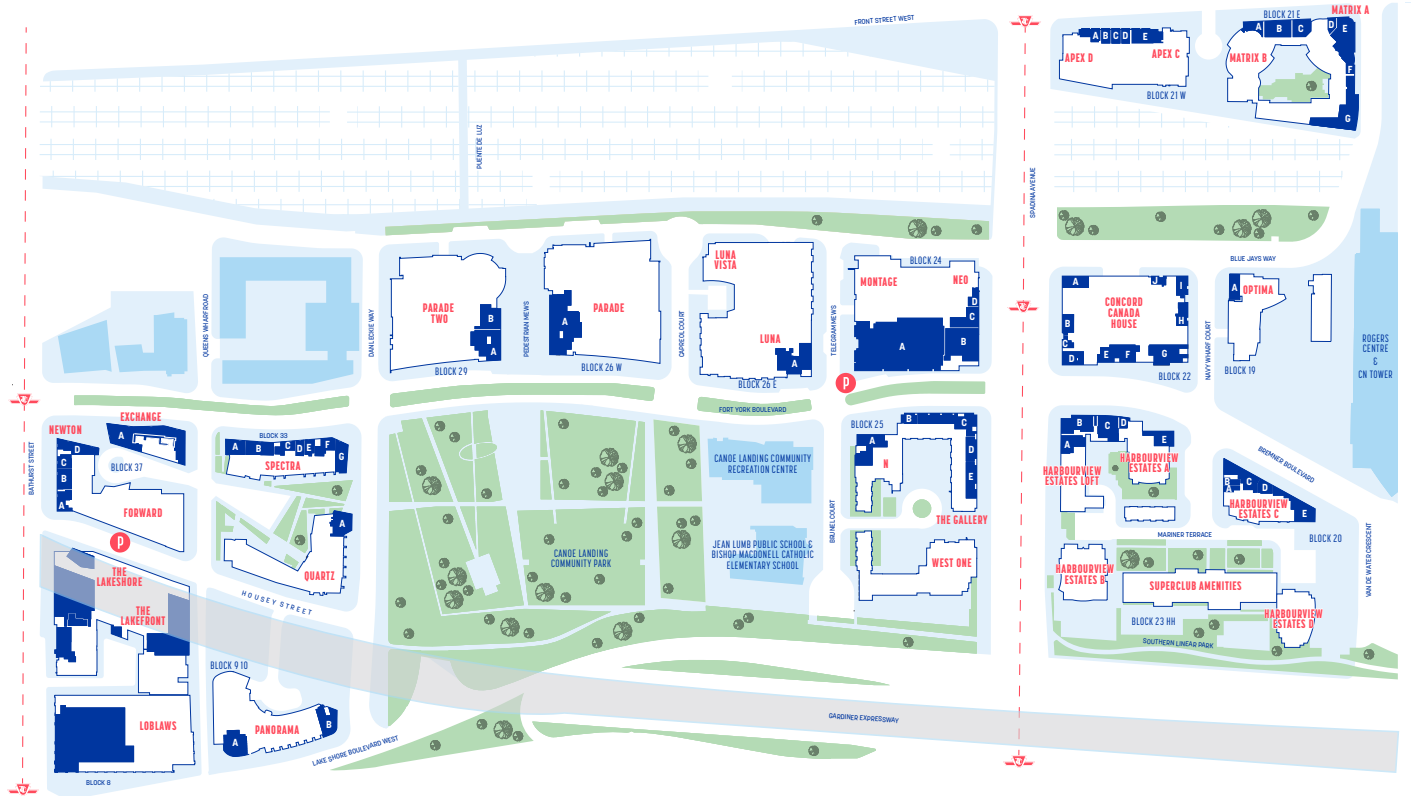 FRONT STREET WEST
MATRIX A
BLOCK 21 E
A
B
C
D
E
F
G
MATRIX B
A
B
C
D
E
APEX D
APEX C
BLOCK 21 W
PUENTE DE LUZ
SPADINA AVENUE
BLUE JAYS WAY
QUEENS WHARF ROAD
DAN LECKIE WAY
PARADE
TWO
B
A
BLOCK 29
PEDESTRIAN MEWS
A
PARADE
BLOCK 26 W
CAPREOL COURT
LUNA
VISTA
LUNA
A
BLOCK 26 E
TELEGRAM MEWS
BLOCK 24
MONTAGE
NEO
D
C
B
A
P
A
J
I
H
B
C
D
E
F
G
CONCORD
CANADA
HOUSE
BLOCK 22
NAVY WHARF COURT
A
OPTIMA
BLOCK 19
ROGERS
CENTRE
&
CN TOWER
FORT YORK BOULEVARD
BATHURST STREET
NEWTON
EXCHANGE
A
D
C
B
A
BLOCK 37
FORWARD
P
BLOCK 33
A
B
C
D
E
F
G
SPECTRA
A
QUARTZ
HOUSEY STREET
CANOE LANDING COMMUNITY
RECREATION CENTRE
CANOE LANDING
COMMUNITY PARK
JEAN LUMB PUBLIC SCHOOL &
BISHOP MACDONELL CATHOLIC
ELEMENTARY SCHOOL
BRUNEL COURT
BLOCK 25
B
C
A
D
E
N
THE GALLERY
WEST ONE
B
C
D
A
E
HARBOURVIEW
ESTATES LOFT
HARBOURVIEW
ESTATES A
BREMNER BOULEVARD
B
A
C
D
E
HARBOURVIEW
ESTATES C
BLOCK 20
MARINER TERRACE
VAN DE WATER CRESCENT
HARBOURVIEW
ESTATES B
SUPERCLUB AMENITIES
HARBOURVIEW
ESTATES D
BLOCK 23 HH
SOUTHERN LINEAR PARK
THE
LAKESHORE
THE
LAKEFRONT
BLOCK 9 10
PANORAMA
A
B
LOBLAWS
BLOCK 8
LAKE SHORE BOULEVARD WEST
GARDINER EXPRESSWAY